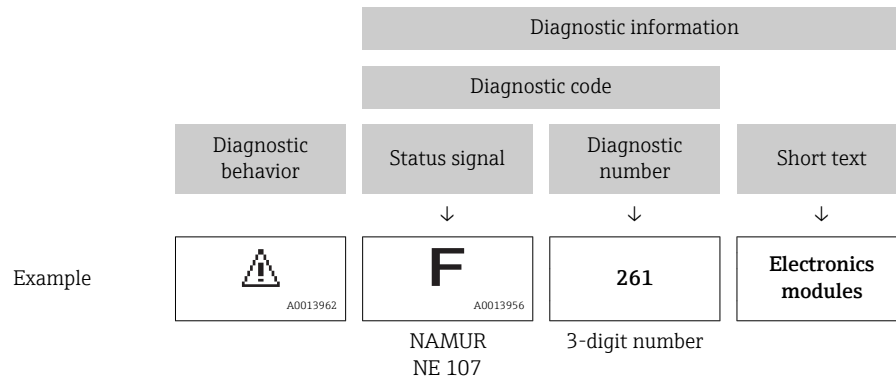 Diagnostic information
Diagnostic code
Diagnostic
behavior
Status signal
Diagnostic
number
Short text
↓ ↓ ↓
Example
A0013962
F
A0013956
261
Electronics
modules
NAMUR
NE 107
3-digit number